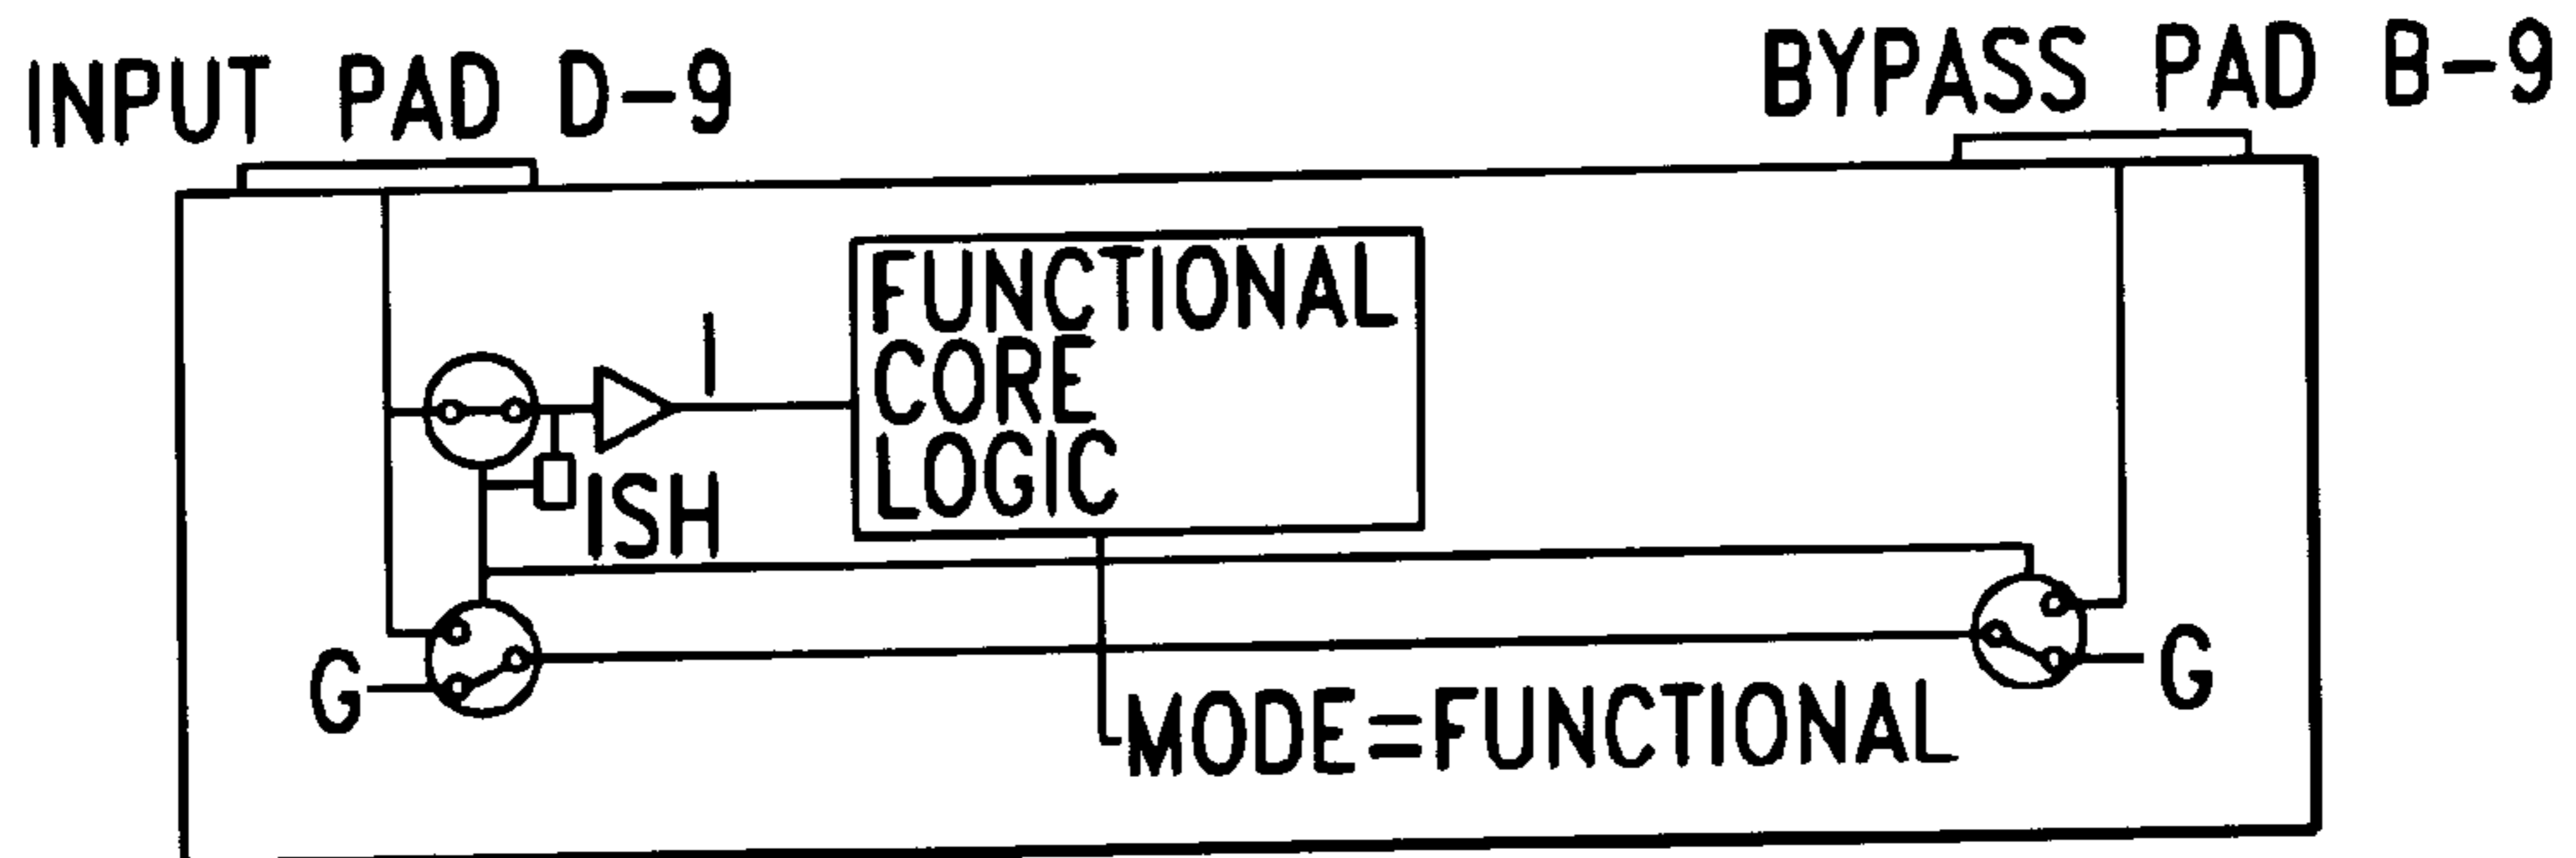 INPUT PAD D-9
BYPASS PAD B-9
FUNCTIONAL
CORE
LOGIC
I
ISH
G
G
MODE=FUNCTIONAL